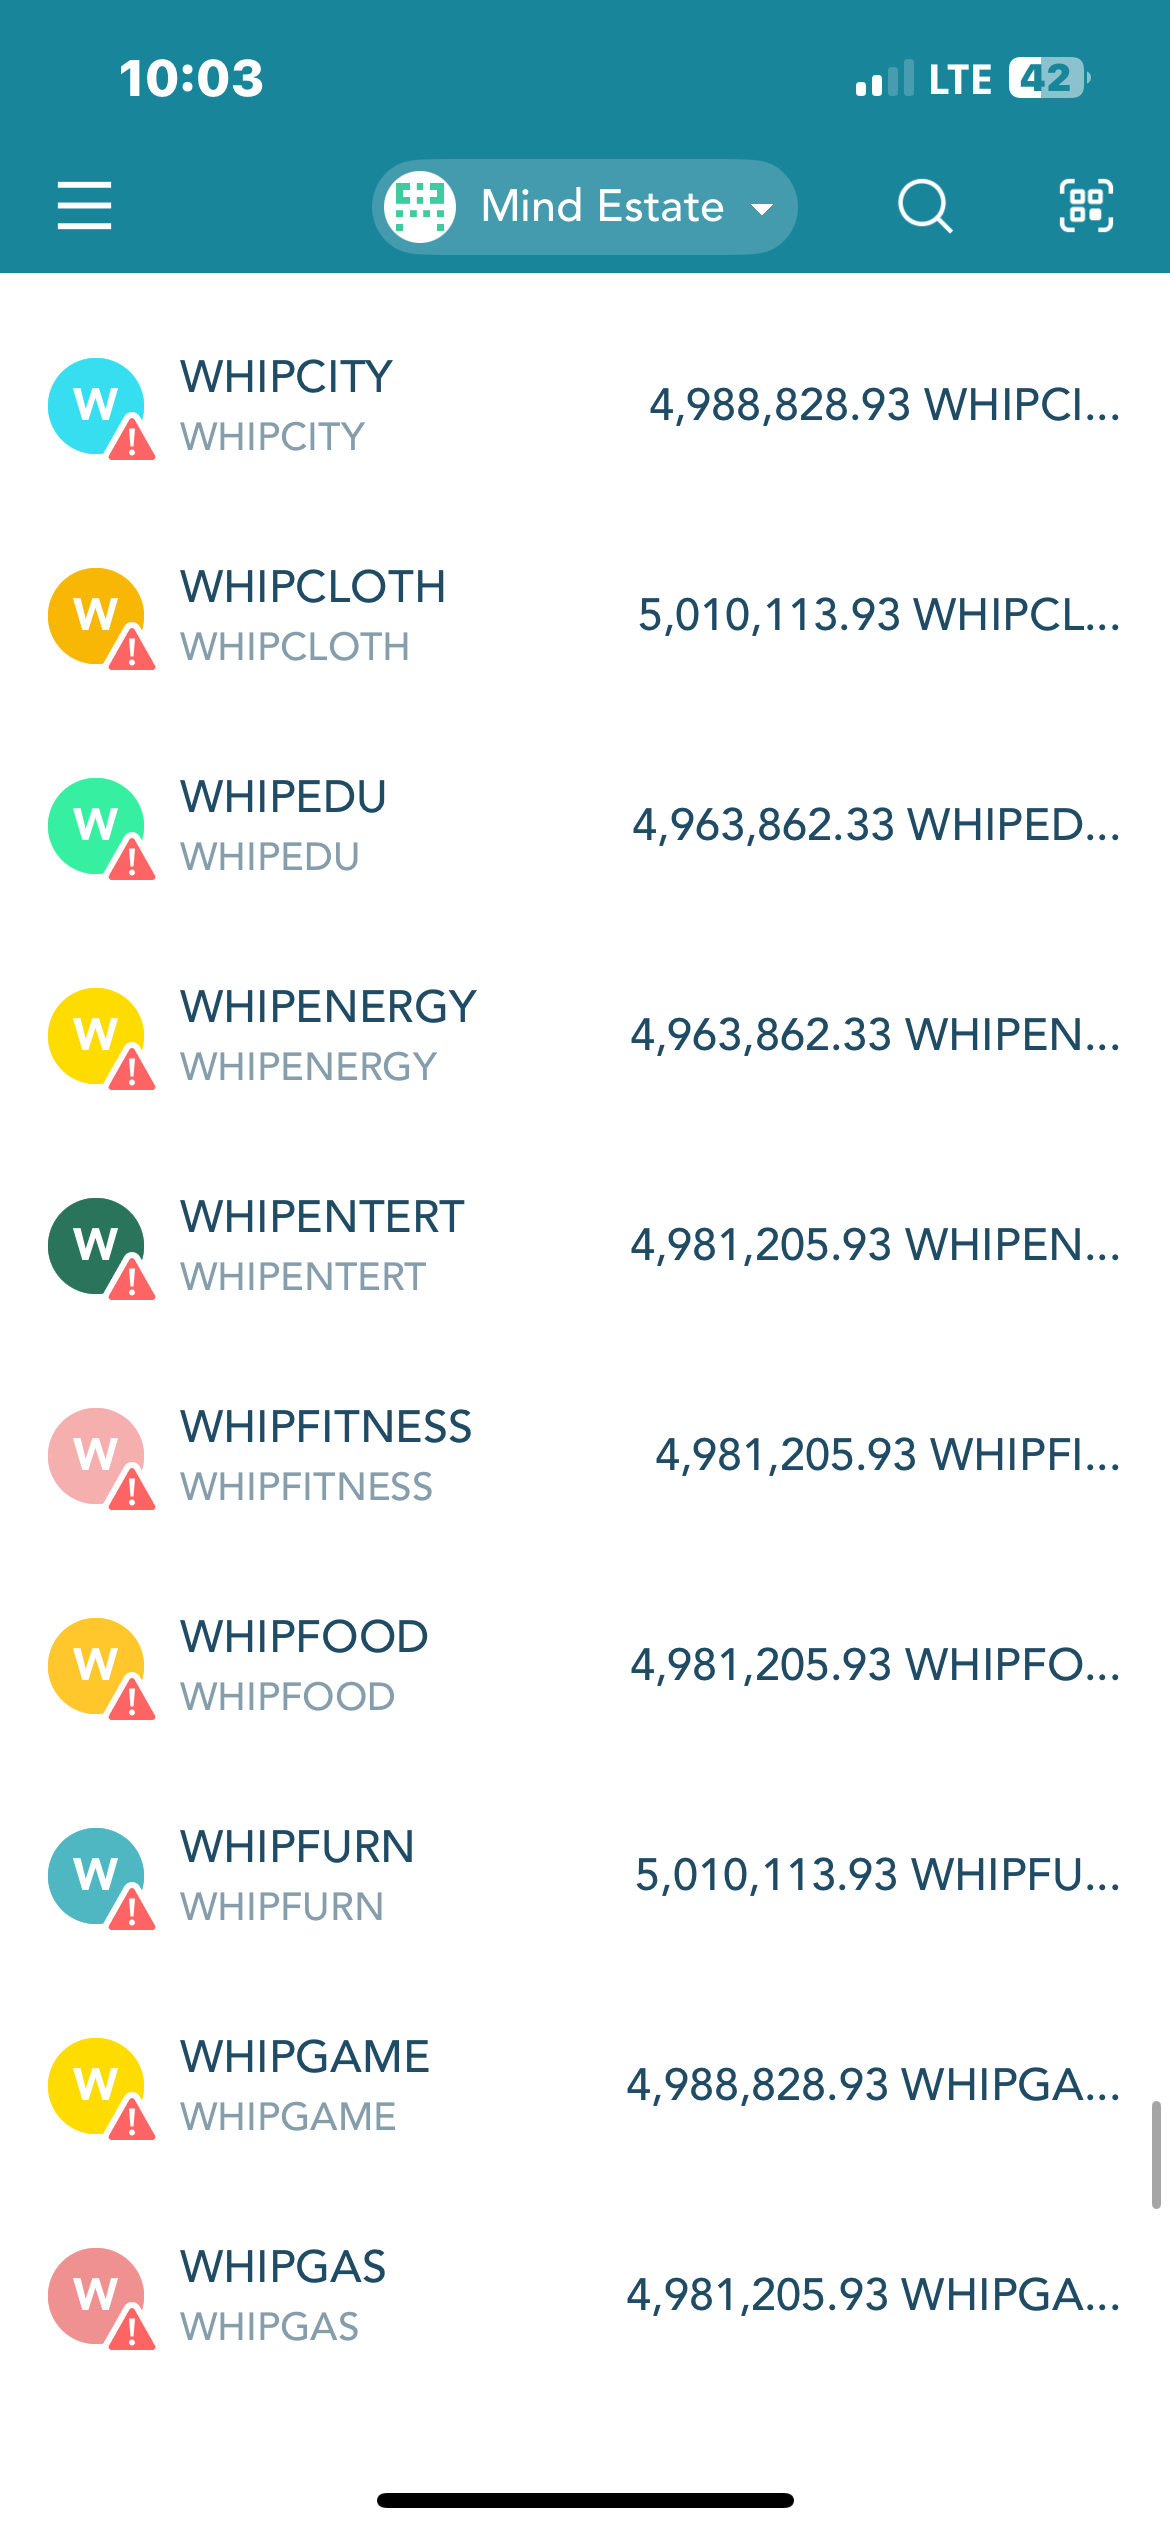 10:03
LTE 42
Mind Estate
W
WHIPCITY
WHIPCITY
4,988,828.93 WHIPCI...
W
WHIPCLOTH
WHIPCLOTH
5,010,113.93 WHIPCL...
W
WHIPEDU
WHIPEDU
4,963,862.33 WHIPED...
W
WHIPENERGY
WHIPENERGY
4,963,862.33 WHIPEN...
W
WHIPENTERT
WHIPENTERT
4,981,205.93 WHIPEN...
W
WHIPFITNESS
WHIPFITNESS
4,981,205.93 WHIPFI...
W
WHIPFOOD
WHIPFOOD
4,981,205.93 WHIPFO...
W
WHIPFURN
WHIPFURN
5,010,113.93 WHIPFU...
W
WHIPGAME
WHIPGAME
4,988,828.93 WHIPGA...
W
WHIPGAS
WHIPGAS
4,981,205.93 WHIPGA...